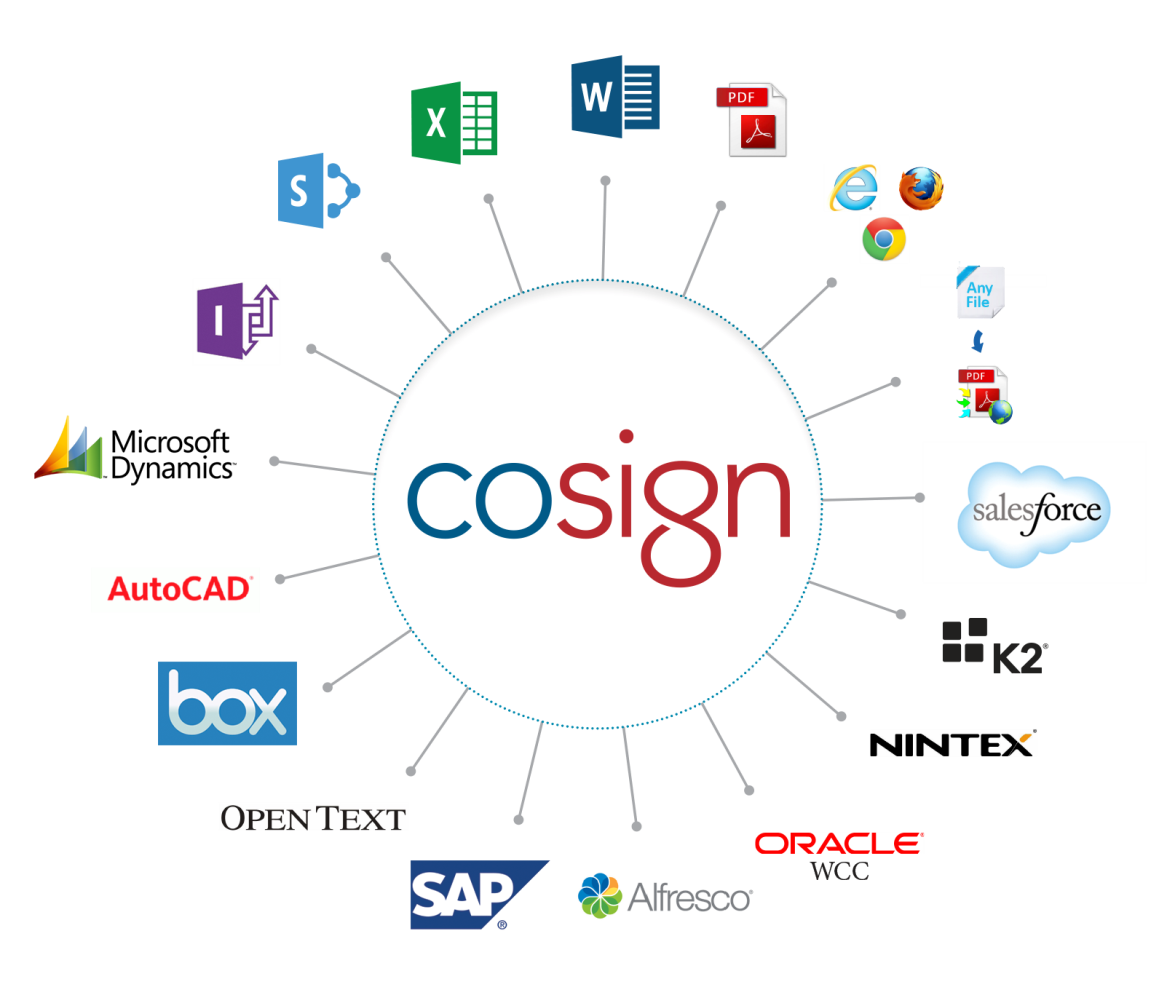 W
X
PDF
S
Any
File
I
PDF
Microsoft
Dynamics
cosign
salesforce
AutoCAD®
K2®
box
NINTEX®
OPEN TEXT
ORACLE®
WCC
SAP
®
Alfresco®